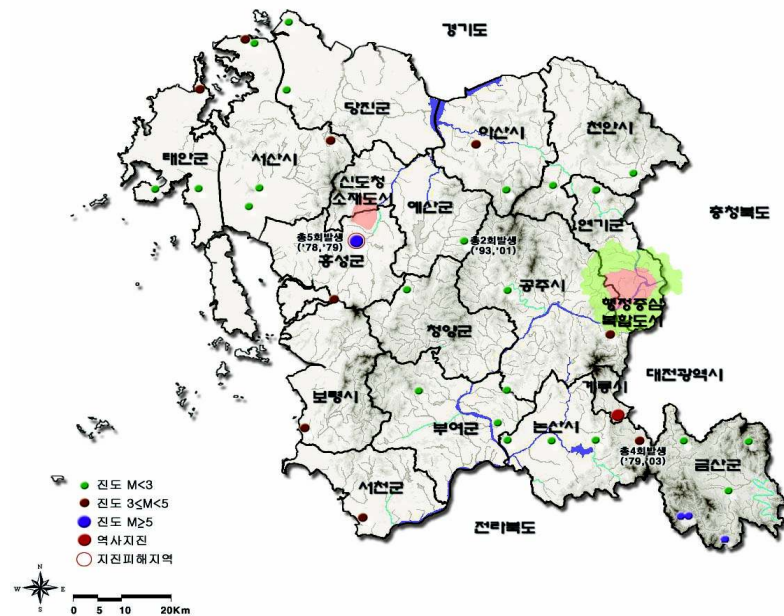 경기도
당진군
아산시
천안시
태안군
서산시
신도청
소재도시
예산군
연기군
충청북도
총5회발생
('78,'79)
홍성군
총2회발생
('93,'01)
공주시
행정중심
복합도시
청양군
대전광역시
보령시
계룡시
부여군
논산시
총4회발생
('79,'03)
금산군
서천군
전라북도
진도 M<3
진도 3≤M<5
진도 M≥5
역사지진
지진피해지역
N
W E
S
0 5 10 20Km